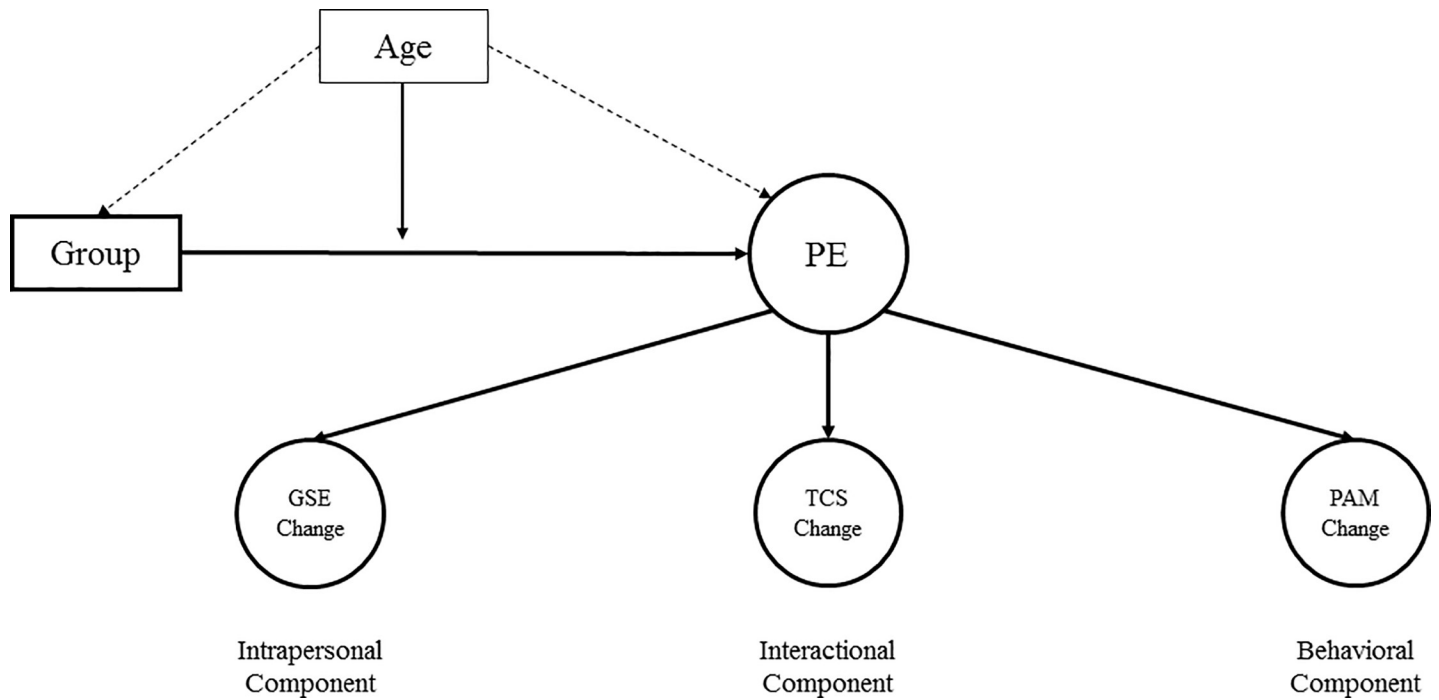 Age
Group
PE
GSE
Change
TCS
Change
PAM
Change
Intrapersonal
Component
Interactional
Component
Behavioral
Component